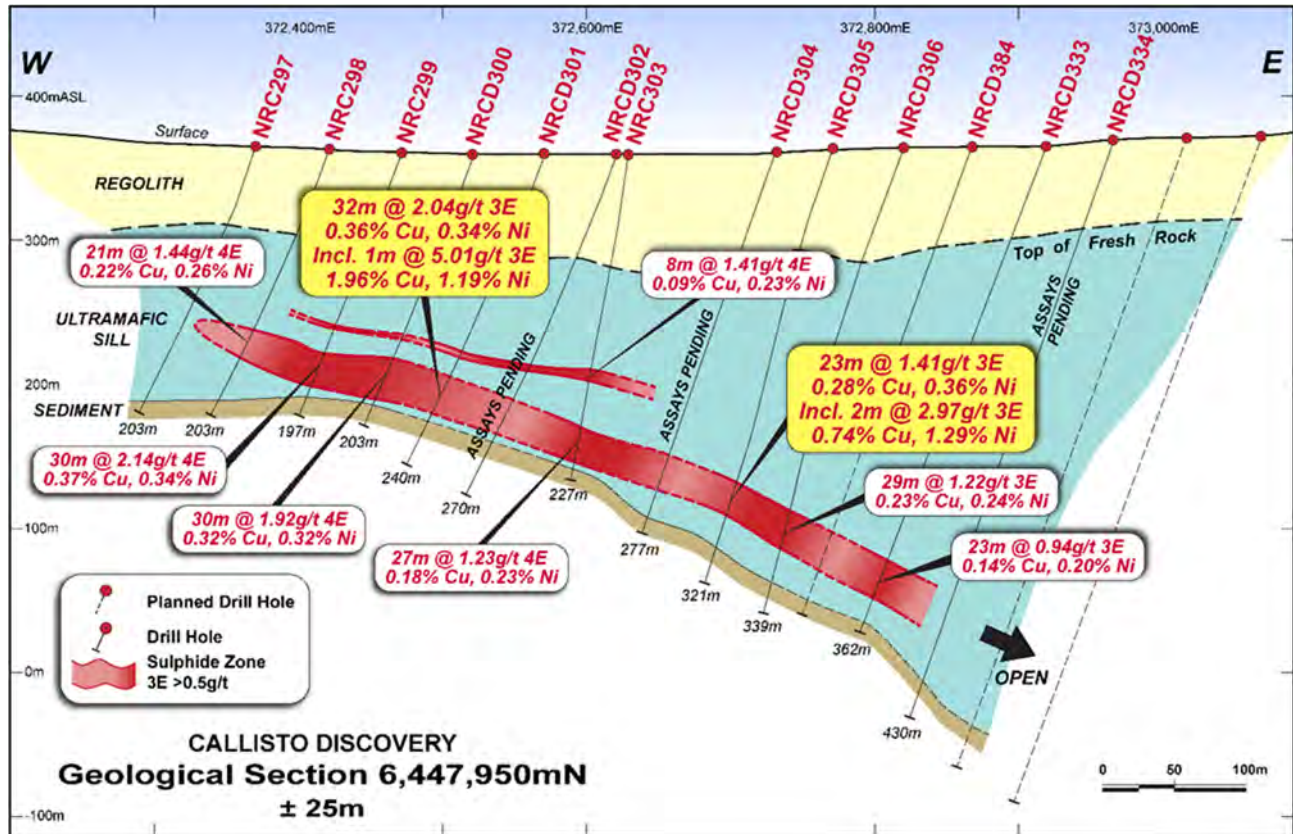 372,400mE
372,600mE
372,800mE
373,000mE
W
E
NRC297
NRC298
NRC299
NRCD300
NRCD301
NRCD302
NRC303
NRCD304
NRCD305
NRCD306
NRCD384
NRCD333
NRCD334
400mASL
Surface
REGOLITH
32m @ 2.04g/t 3E
0.36% Cu, 0.34% Ni
Incl. 1m @ 5.01g/t 3E
1.96% Cu, 1.19% Ni
300m
21m @ 1.44g/t 4E
0.22% Cu, 0.26% Ni
8m @ 1.41g/t 4E
0.09% Cu, 0.23% Ni
Top of Fresh Rock
ASSAYS PENDING
ULTRAMAFIC
SILL
ASSAYS PENDING
ASSAYS PENDING
23m @ 1.41g/t 3E
0.28% Cu, 0.36% Ni
Incl. 2m @ 2.97g/t 3E
0.74% Cu, 1.29% Ni
200m
SEDIMENT
203m
203m
197m
203m
240m
270m
227m
277m
321m
339m
362m
430m
30m @ 2.14g/t 4E
0.37% Cu, 0.34% Ni
30m @ 1.92g/t 4E
0.32% Cu, 0.32% Ni
27m @ 1.23g/t 4E
0.18% Cu, 0.23% Ni
29m @ 1.22g/t 3E
0.23% Cu, 0.24% Ni
23m @ 0.94g/t 3E
0.14% Cu, 0.20% Ni
100m
Planned Drill Hole
Drill Hole
Sulphide Zone
3E >0.5g/t
0m
OPEN
CALLISTO DISCOVERY
Geological Section 6,447,950mN
± 25m
0 50 100m
-100m